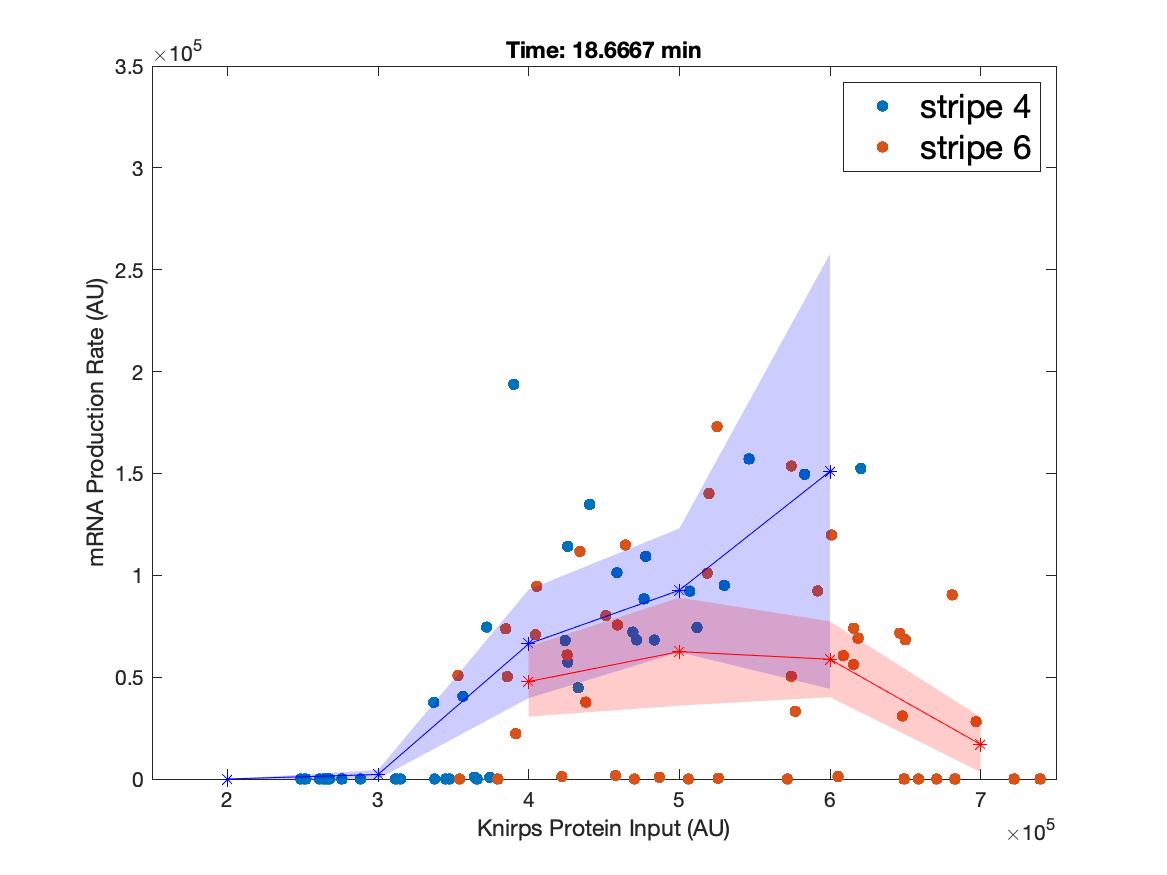 Time: 18.6667 min
×10⁵
3.5
3
2.5
2
1.5
1
0.5
0
mRNA Production Rate (AU)
stripe 4
stripe 6
2 3 4 5 6 7
Knirps Protein Input (AU)
×10⁵